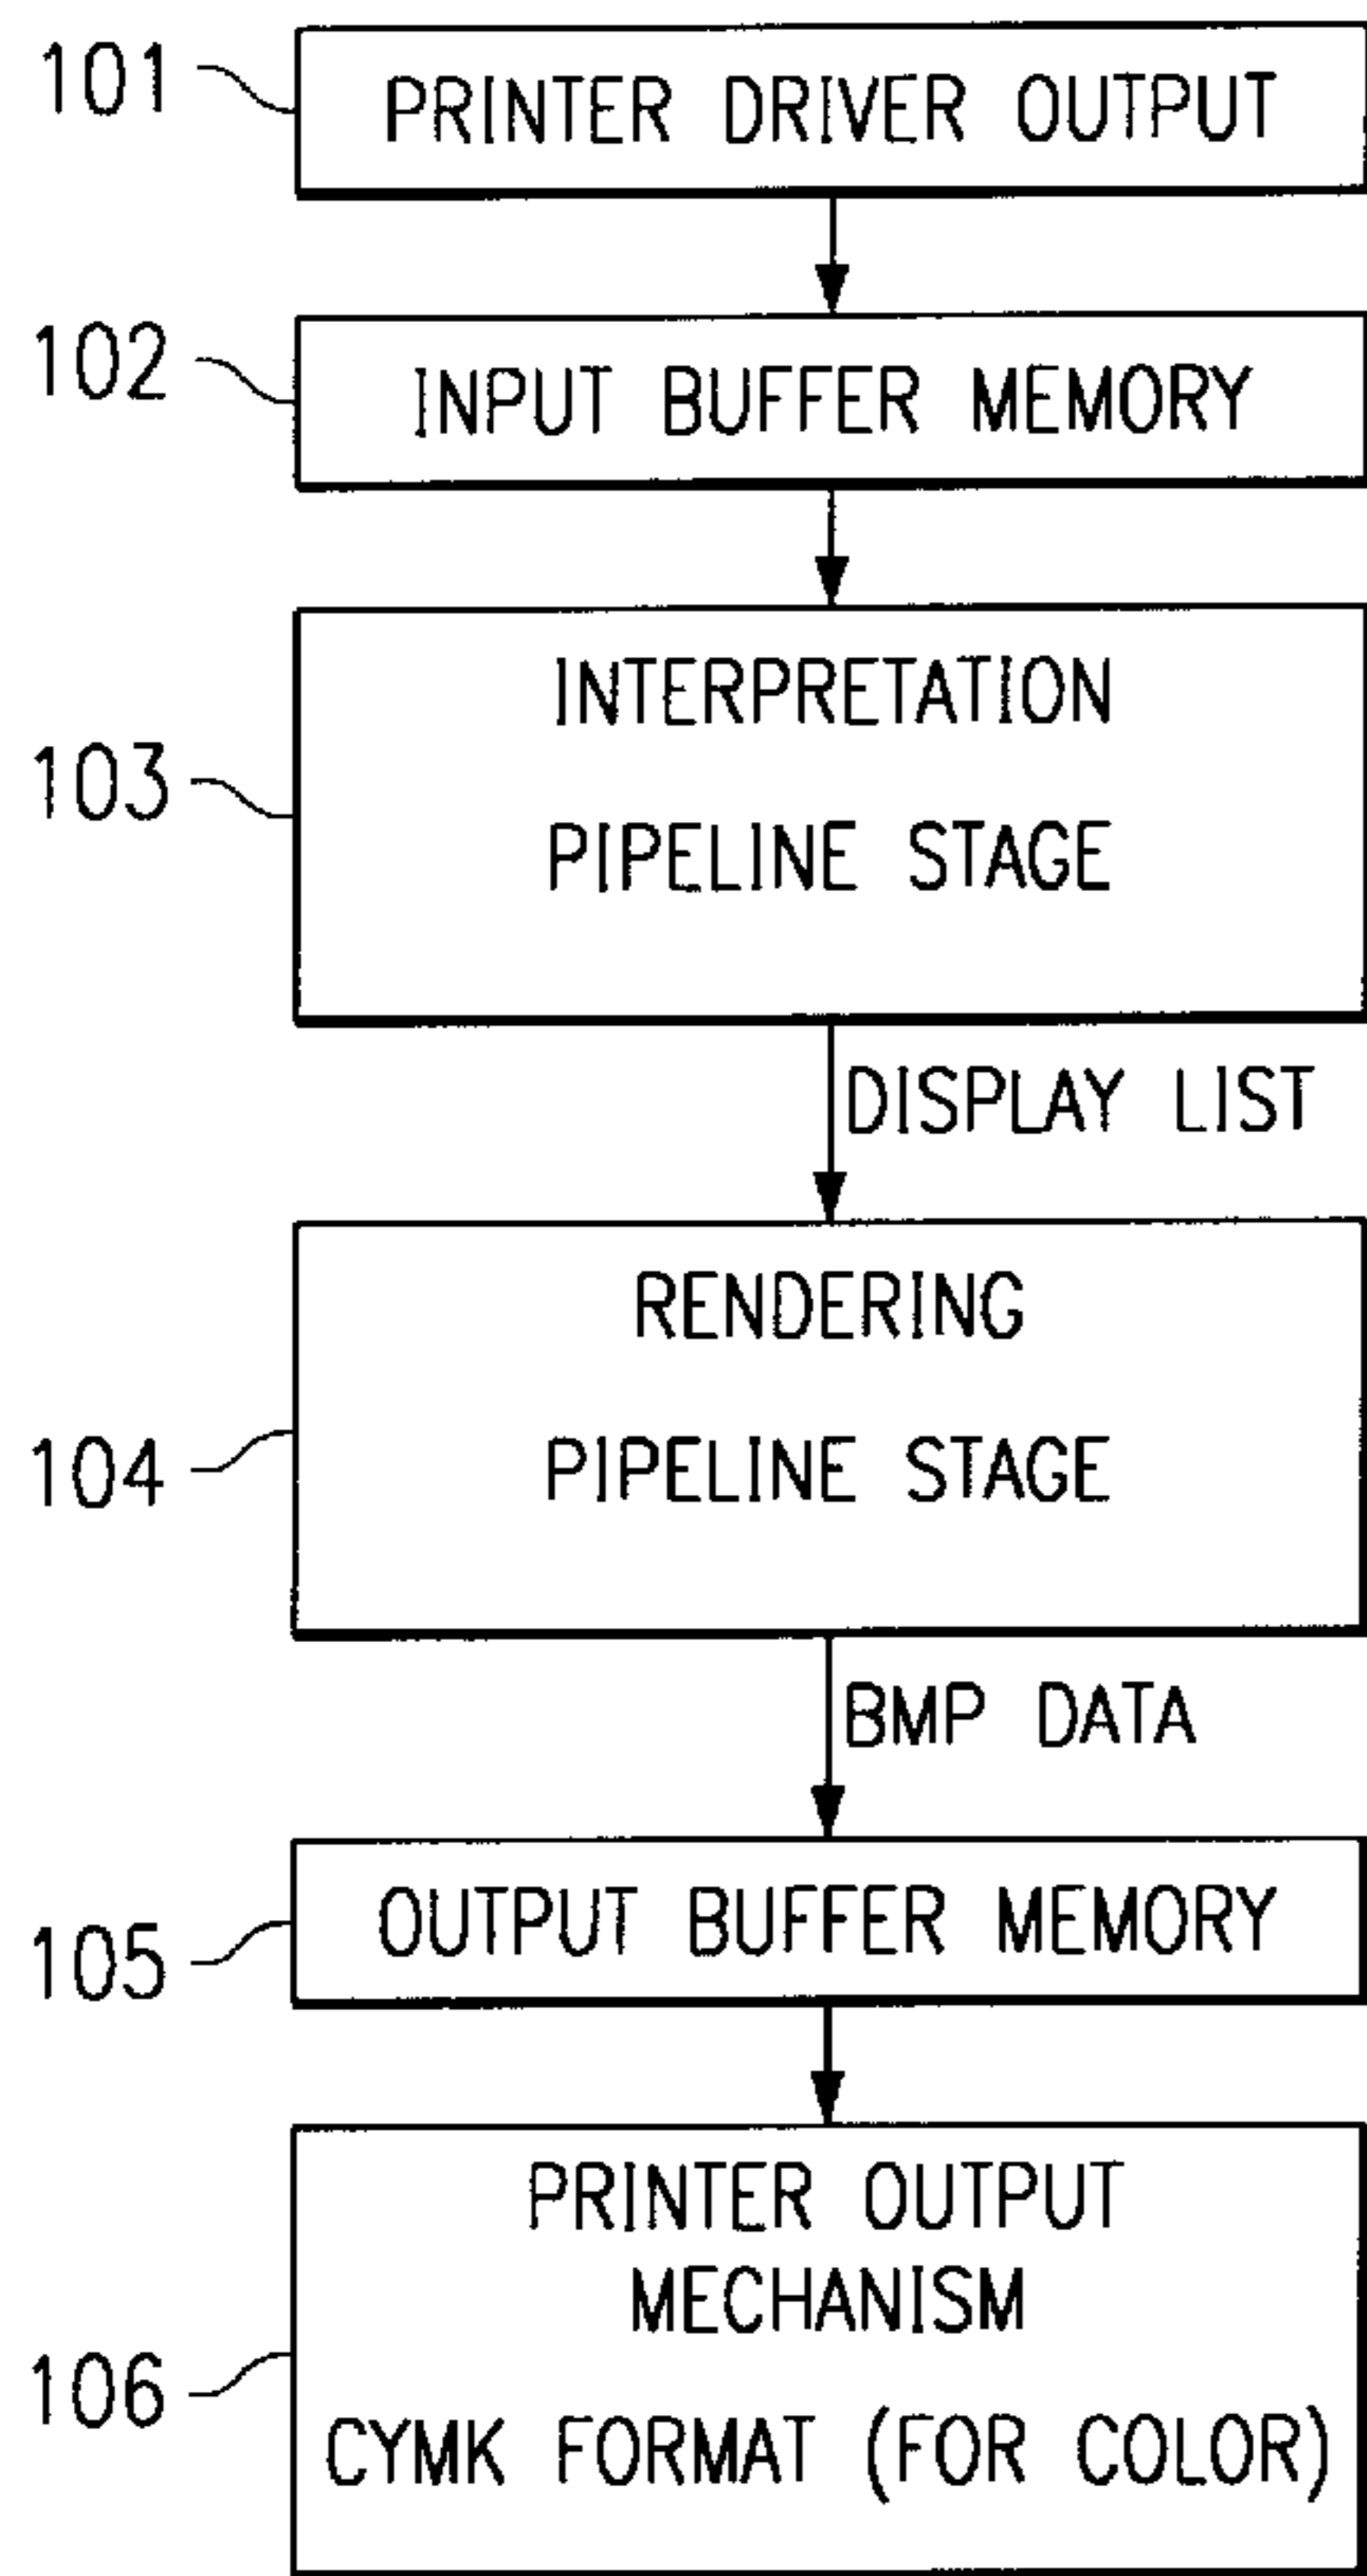 101 PRINTER DRIVER OUTPUT
102 INPUT BUFFER MEMORY
INTERPRETATION
103
PIPELINE STAGE
DISPLAY LIST
RENDERING
104 PIPELINE STAGE
BMP DATA
105 OUTPUT BUFFER MEMORY
PRINTER OUTPUT
MECHANISM
106
CYMK FORMAT (FOR COLOR)